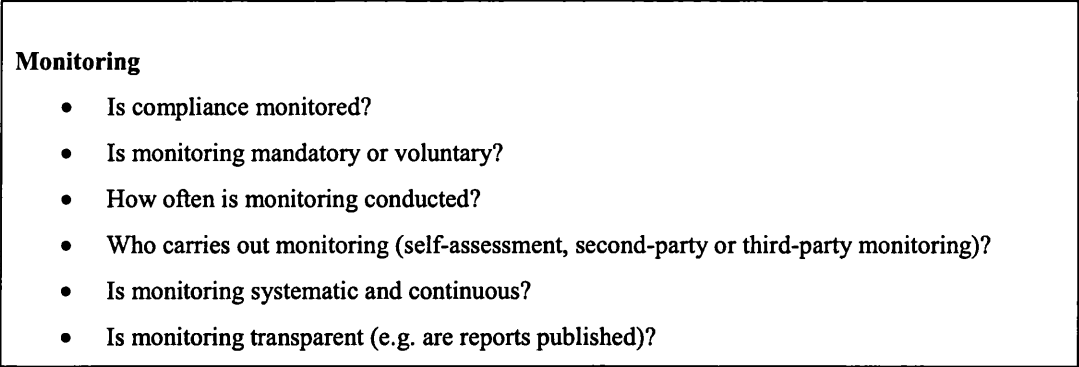 Monitoring
• Is compliance monitored?
• Is monitoring mandatory or voluntary?
• How often is monitoring conducted?
• Who carries out monitoring (self-assessment, second-party or third-party monitoring)?
• Is monitoring systematic and continuous?
• Is monitoring transparent (e.g. are reports published)?